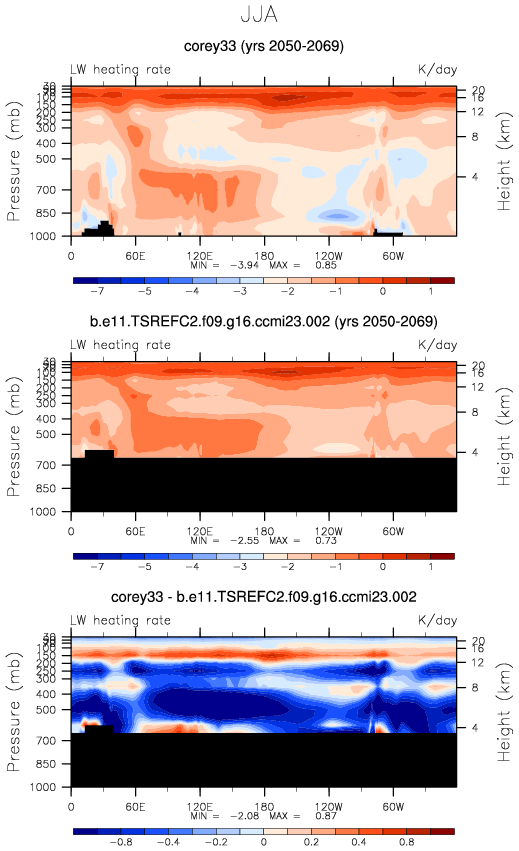 JJA
corey33 (yrs 2050-2069)
LW heating rate K/day
Pressure (mb)
30
100
200
300
400
500
700
850
1000
20
16
12
8
4
Height (km)
0 60E 120E 180 120W 60W
MIN = -3.94 MAX = 0.85
-7 -5 -4 -3 -2 -1 0 1
b.e11.TSREFC2.f09.g16.ccmi23.002 (yrs 2050-2069)
LW heating rate K/day
Pressure (mb)
30
100
150
200
250
300
400
500
700
850
1000
20
16
12
8
4
Height (km)
0 60E 120E 180 120W 60W
MIN = -2.55 MAX = 0.73
-7 -5 -4 -3 -2 -1 0 1
corey33 - b.e11.TSREFC2.f09.g16.ccmi23.002
LW heating rate K/day
Pressure (mb)
30
100
150
200
250
300
400
500
700
850
1000
20
16
12
8
4
Height (km)
0 60E 120E 180 120W 60W
MIN = -2.08 MAX = 0.87
-0.8 -0.4 -0.2 0 0.2 0.4 0.8